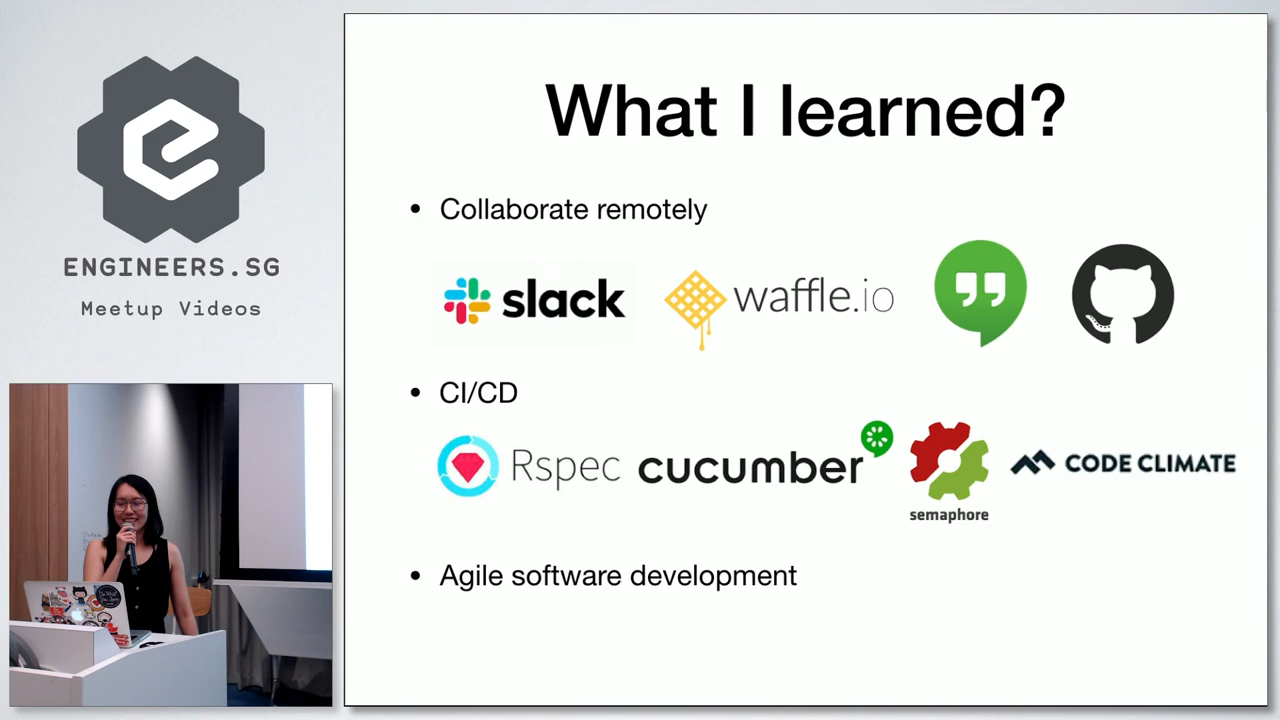 ENGINEERS.SG
Meetup Videos
What I learned?
• Collaborate remotely
slack
waffle.io
• CI/CD
Rspec
cucumber
semaphore
CODE CLIMATE
• Agile software development